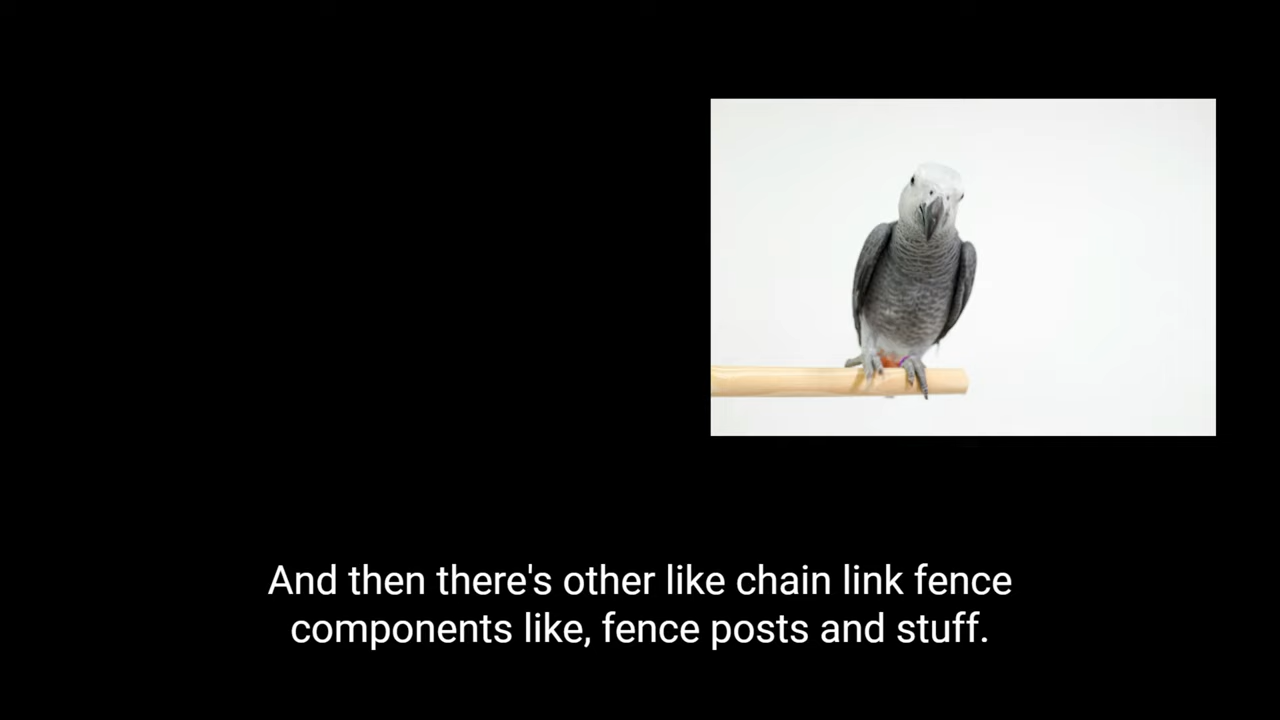 And then there's other like chain link fence
components like, fence posts and stuff.